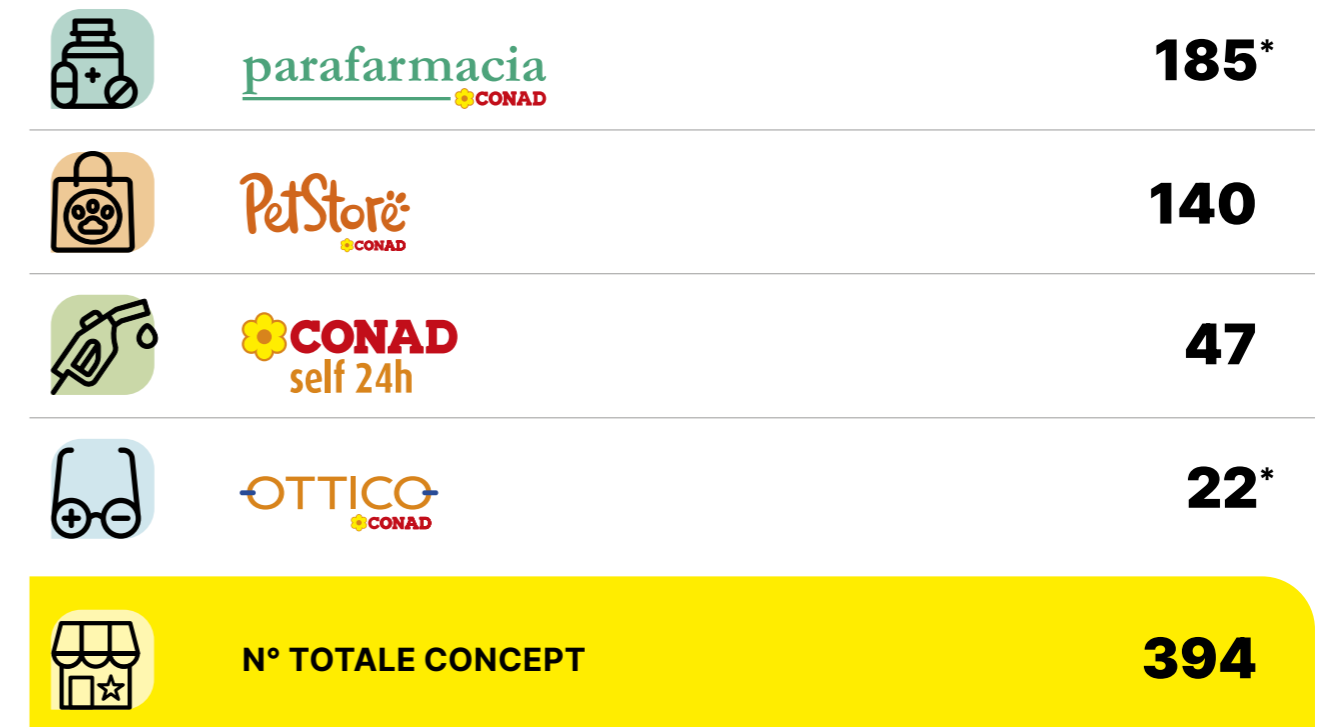 parafarmacia
CONAD
185*
PetStore
CONAD
140
CONAD
self 24h
47
OTTICO
CONAD
22*
N° TOTALE CONCEPT
394